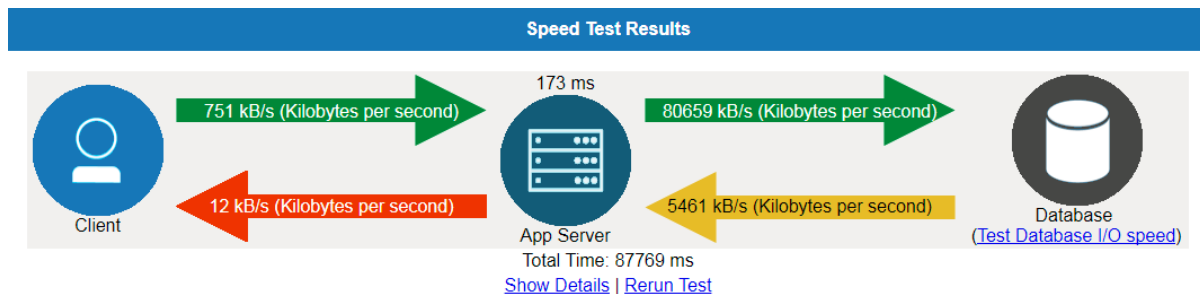 Speed Test Results
173 ms
751 kB/s (Kilobytes per second)
80659 kB/s (Kilobytes per second)
12 kB/s (Kilobytes per second)
5461 kB/s (Kilobytes per second)
Client
App Server
Database
(Test Database I/O speed)
Total Time: 87769 ms
Show Details | Rerun Test